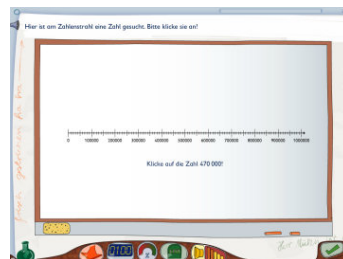 Hier ist am Zahlenstrahl eine Zahl gesucht. Bitte klicke sie an!
0 100000 200000 300000 400000 500000 600000 700000 800000 900000 1000000
Klicke auf die Zahl 470 000!
0100